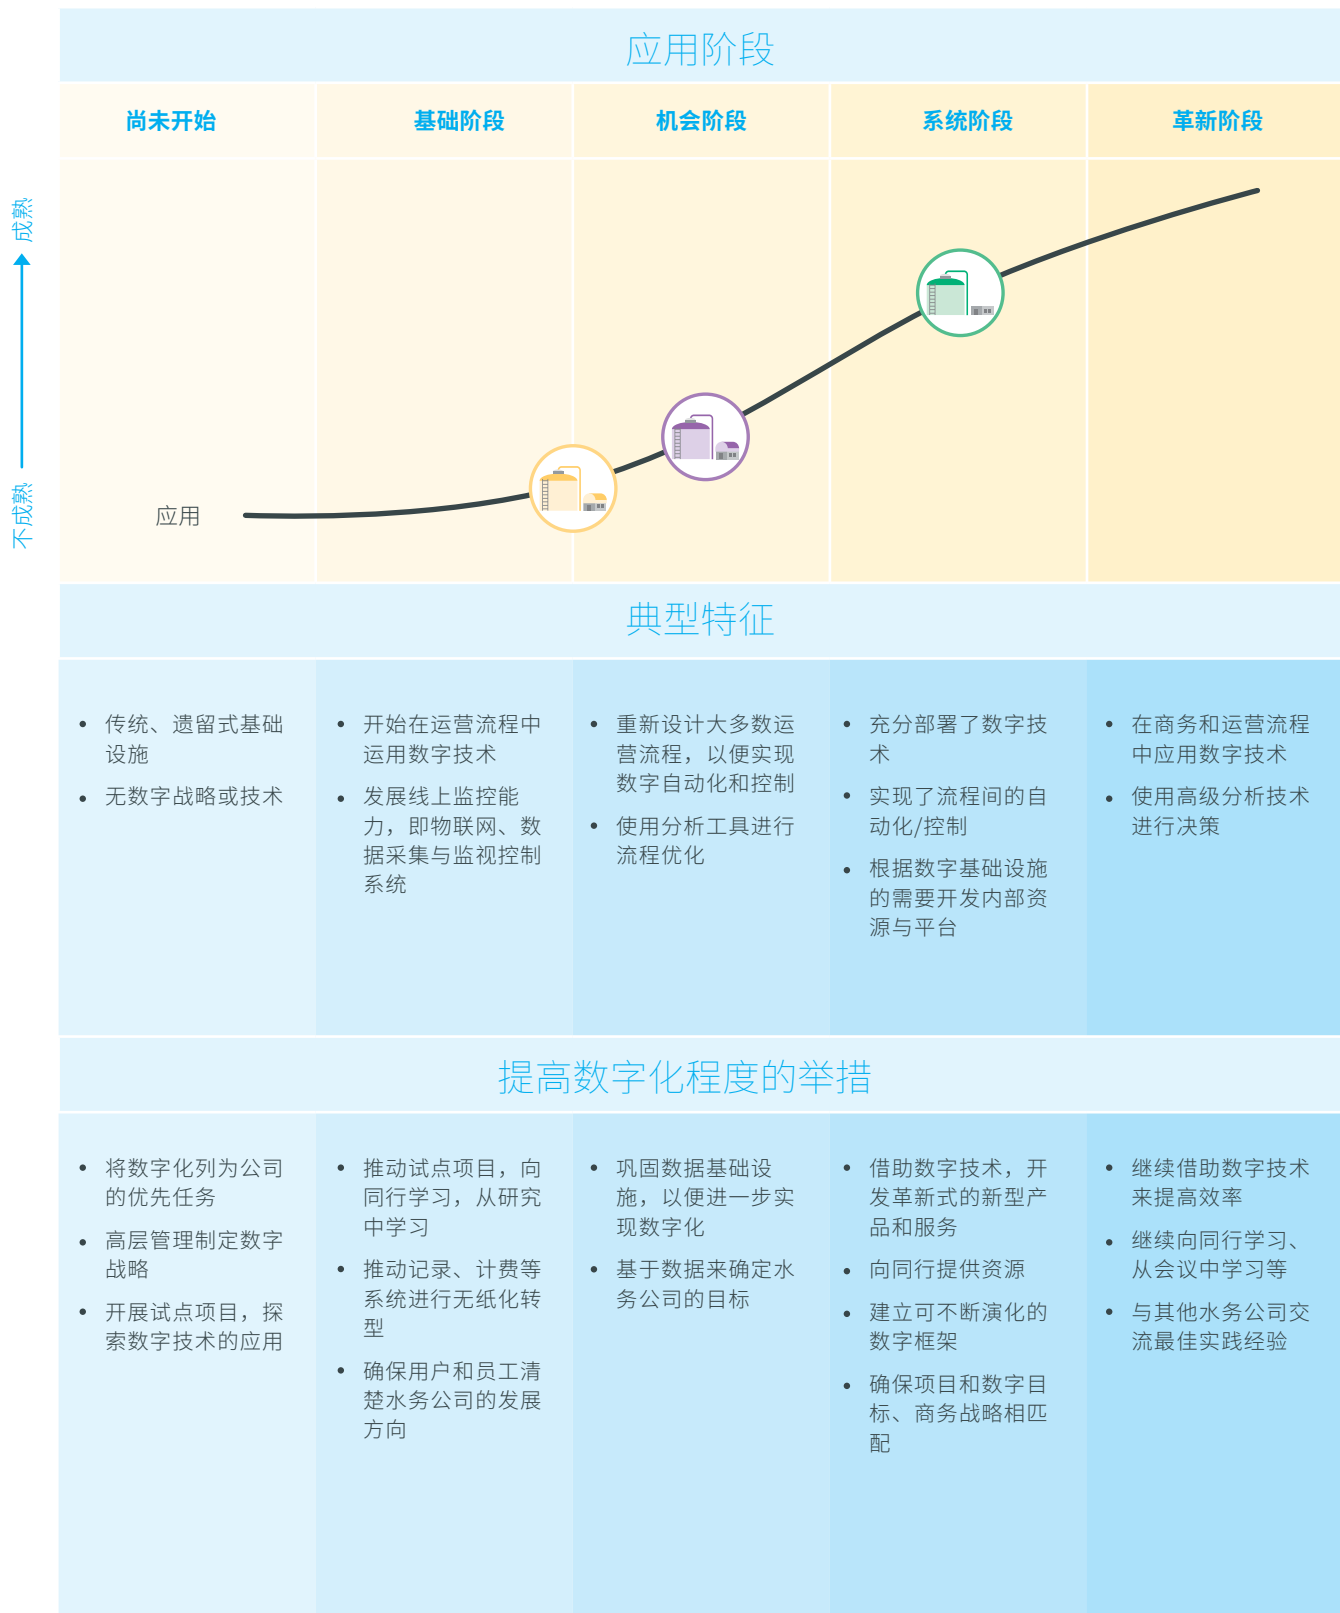 应用阶段
尚未开始
基础阶段
机会阶段
系统阶段
革新阶段
成熟
不成熟
应用
典型特征
• 传统、遗留式基础
设施
• 无数字战略或技术
• 开始在运营流程中
运用数字技术
• 发展线上监控能
力，即物联网、数
据采集与监视控制
系统
• 重新设计大多数运
营流程，以便实现
数字自动化和控制
• 使用分析工具进行
流程优化
• 充分部署了数字技
术
• 实现了流程间的自
动化/控制
• 根据数字基础设施
的需要开发内部资
源与平台
• 在商务和运营流程
中应用数字技术
• 使用高级分析技术
进行决策
提高数字化程度的举措
• 将数字化列为公司
的优先任务
• 高层管理制定数字
战略
• 开展试点项目，探
索数字技术的应用
• 推动试点项目，向
同行学习，从研究
中学习
• 推动记录、计费等
系统进行无纸化转
型
• 确保用户和员工清
楚水务公司的发展
方向
• 巩固数据基础设
施，以便进一步实
现数字化
• 基于数据来确定水
务公司的目标
• 借助数字技术，开
发革新式的新型产
品和服务
• 向同行提供资源
• 建立可不断演化的
数字框架
• 确保项目和数字目
标、商务战略相匹
配
• 继续借助数字技术
来提高效率
• 继续向同行学习、
从会议中学习等
• 与其他水务公司交
流最佳实践经验